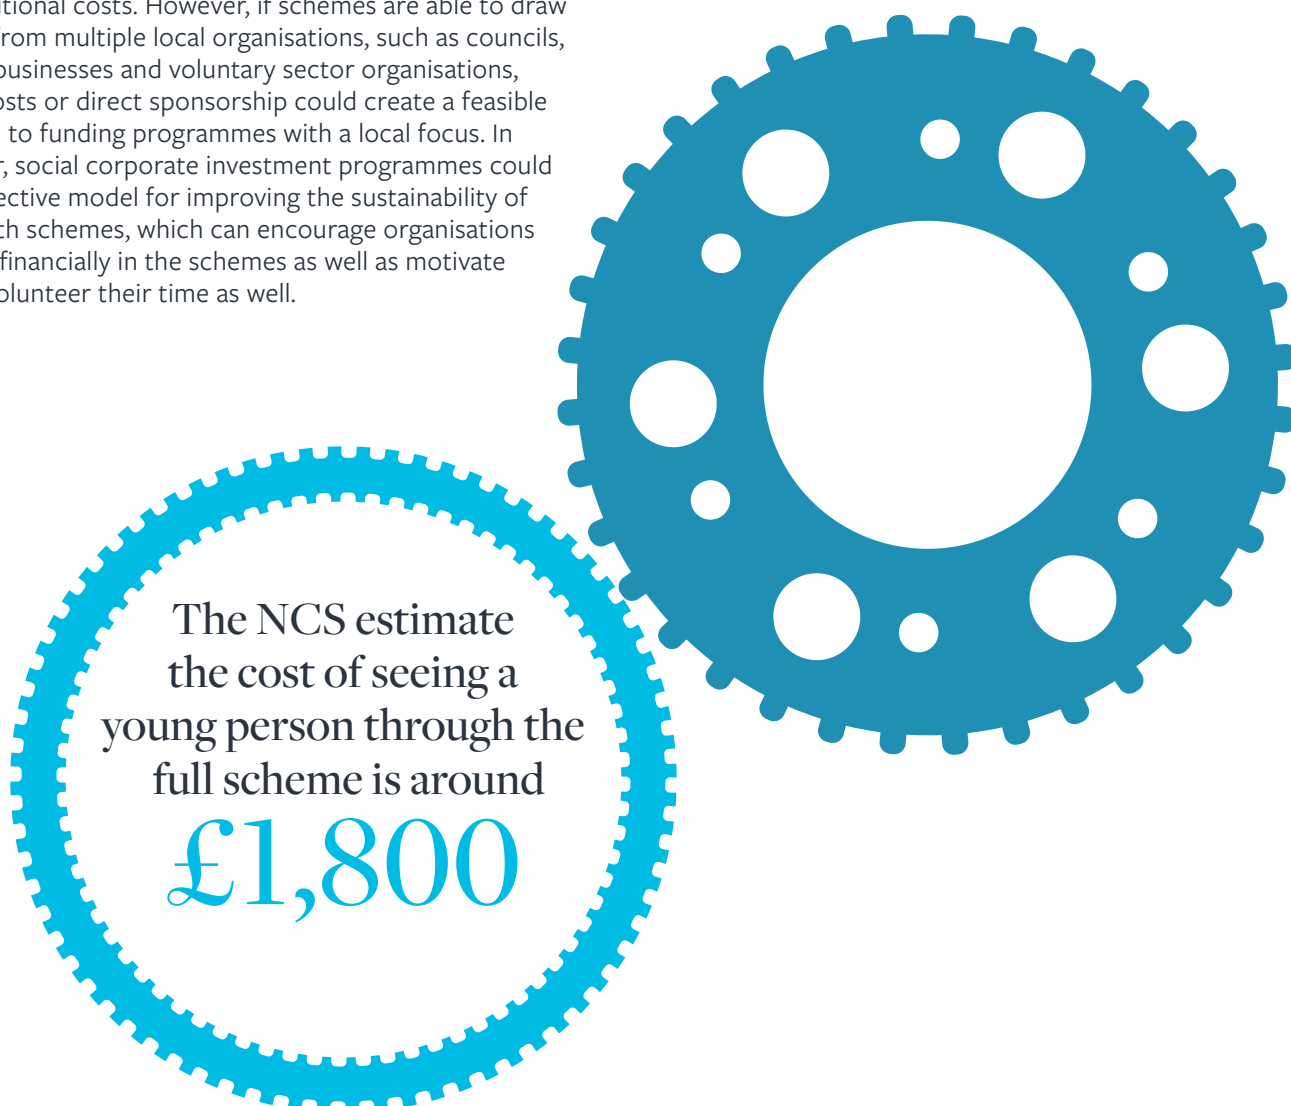 itional costs. However, if schemes are able to draw
from multiple local organisations, such as councils,
businesses and voluntary sector organisations,
osts or direct sponsorship could create a feasible
to funding programmes with a local focus. In
r, social corporate investment programmes could
ective model for improving the sustainability of
th schemes, which can encourage organisations
financially in the schemes as well as motivate
olunteer their time as well.
The NCS estimate
the cost of seeing a
young person through the
full scheme is around
£1,800